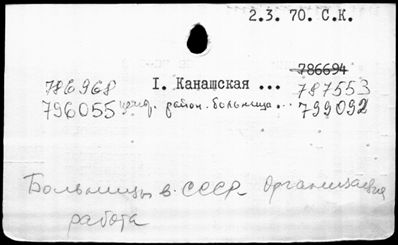 2.3. 70. С.К.
786694
786968 I. Канашская ... 787553
796055 центр. район. больница... 799092
Больницы в СССР Организация
работа